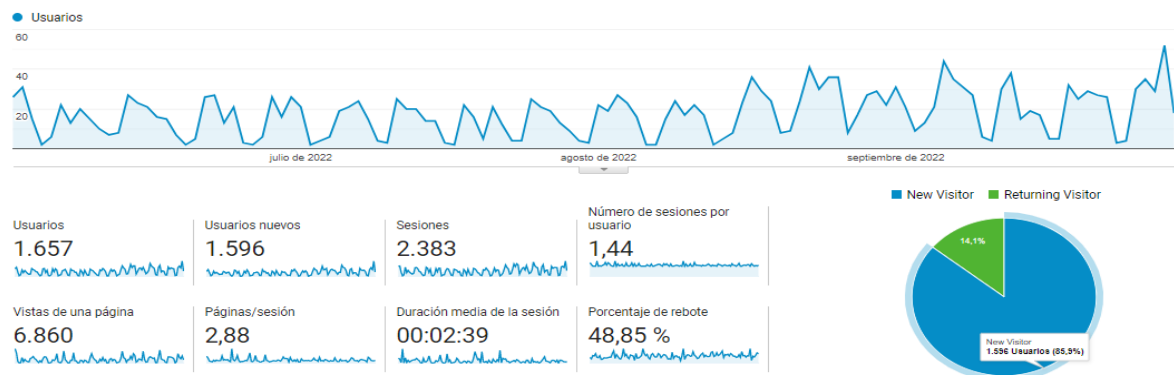 Usuarios
60
40
20
julio de 2022
agosto de 2022
septiembre de 2022
New Visitor
Returning Visitor
Usuarios
1.657
Usuarios nuevos
1.596
Sesiones
2.383
Número de sesiones por
usuario
1,44
Vistas de una página
6.860
Páginas/sesión
2,88
Duración media de la sesión
00:02:39
Porcentaje de rebote
48,85 %
14,1%
New Visitor
1.596 Usuarios (85,9%)